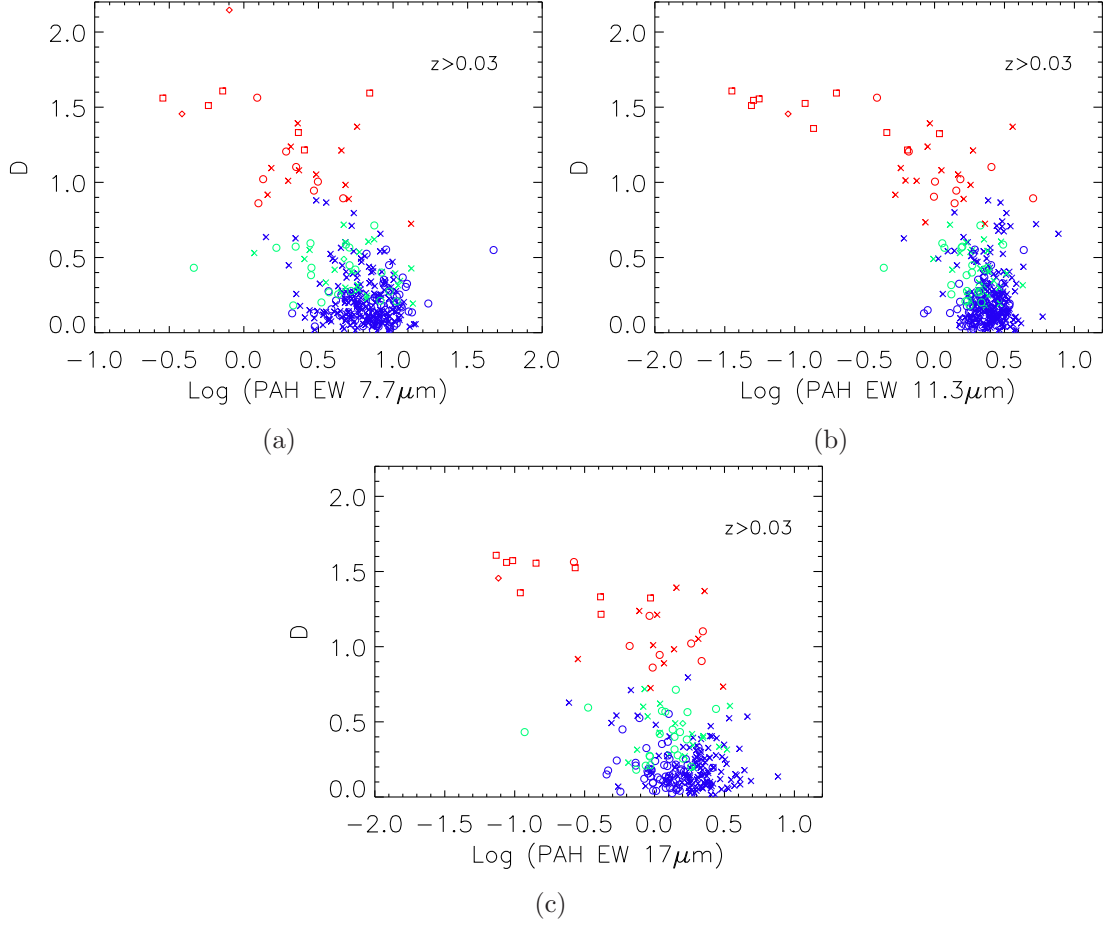 2.0
1.5
1.0
0.5
0.0
D
z>0.03
−1.0 −0.5 0.0 0.5 1.0 1.5 2.0
Log (PAH EW 7.7μm)
(a)
2.0
1.5
1.0
0.5
0.0
D
z>0.03
−2.0 −1.5 −1.0 −0.5 0.0 0.5 1.0
Log (PAH EW 11.3μm)
(b)
2.0
1.5
1.0
0.5
0.0
D
z>0.03
−2.0 −1.5 −1.0 −0.5 0.0 0.5 1.0
Log (PAH EW 17μm)
(c)